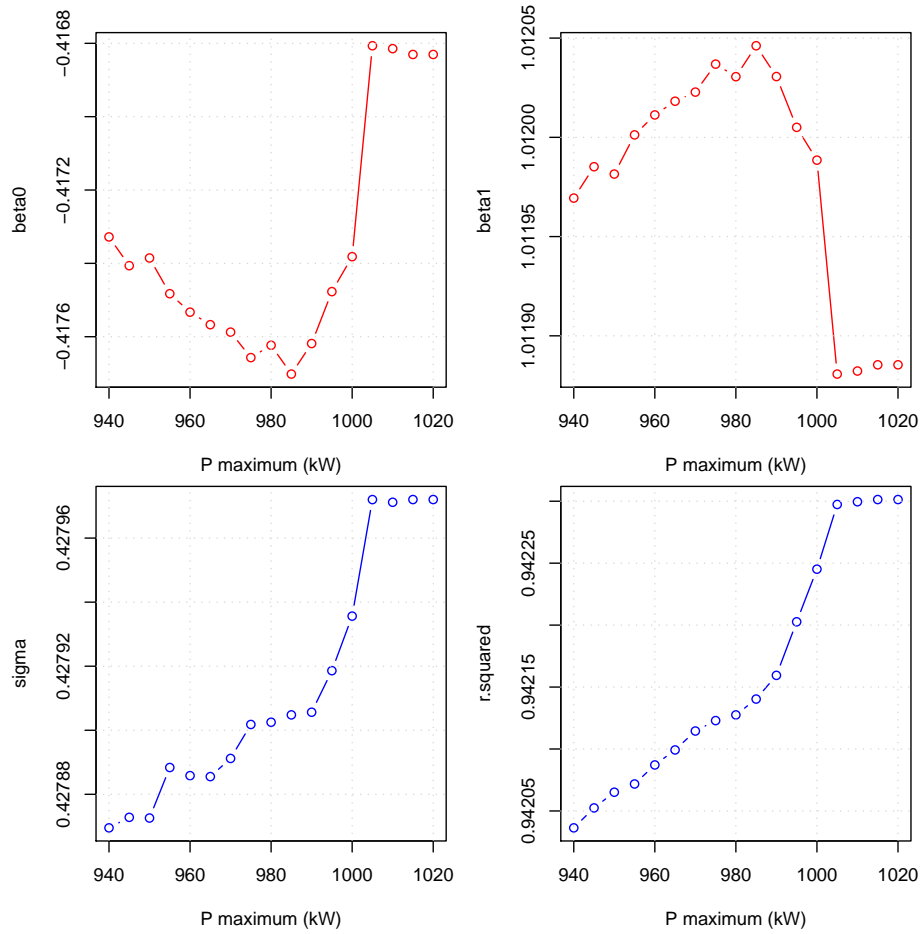 beta0
−0.4168
−0.4172
−0.4176
940 960 980 1000 1020
P maximum (kW)
beta1
1.01205
1.01200
1.01195
1.01190
940 960 980 1000 1020
P maximum (kW)
sigma
0.42796
0.42792
0.42788
940 960 980 1000 1020
P maximum (kW)
r.squared
0.94225
0.94215
0.94205
940 960 980 1000 1020
P maximum (kW)